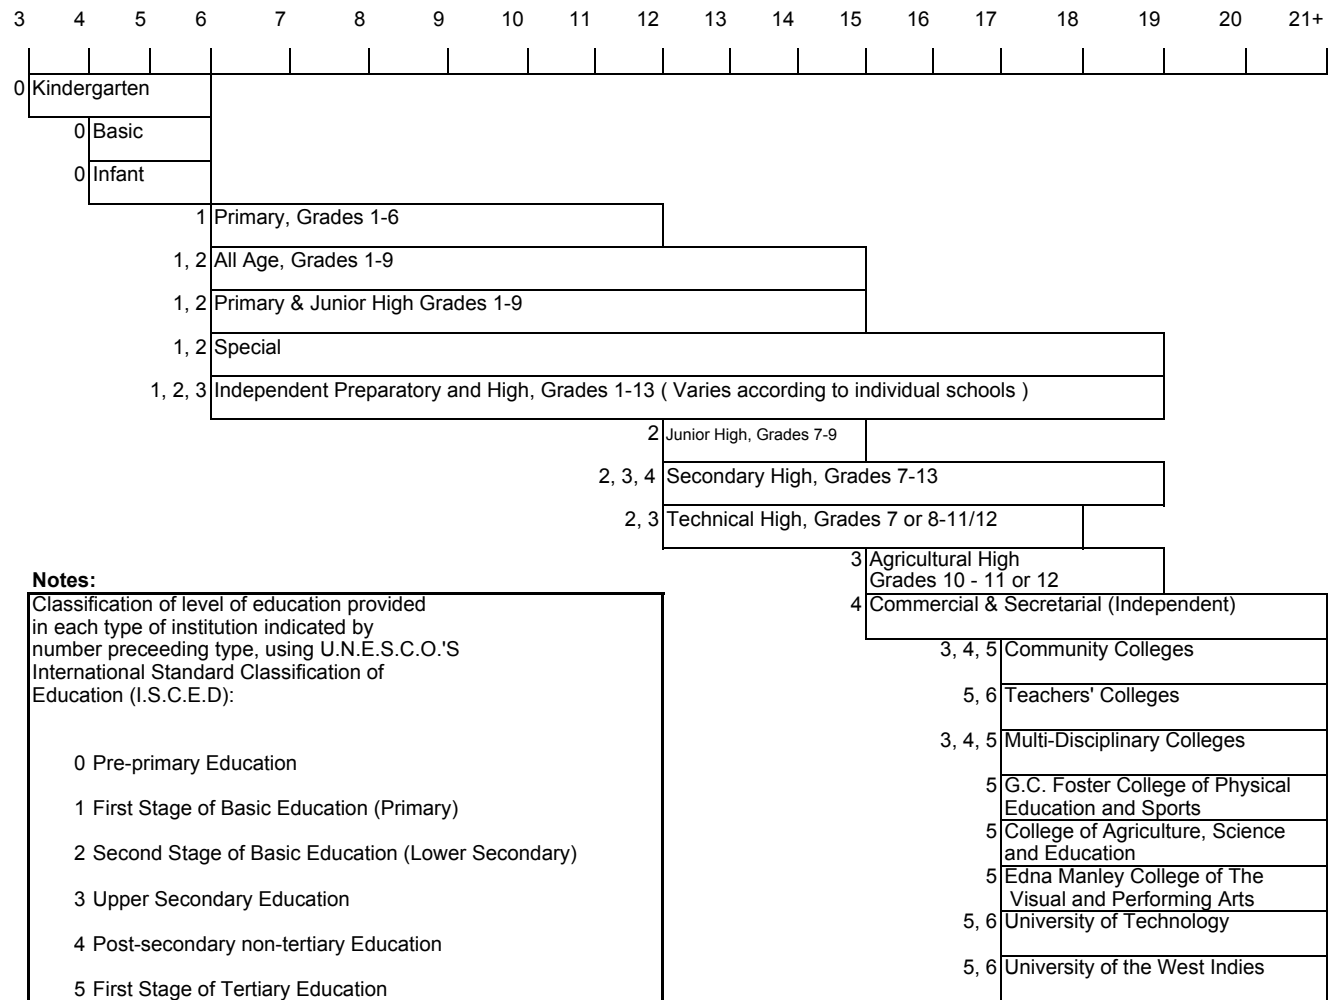 3 4 5 6 7 8 9 10 11 12 13 14 15 16 17 18 19 20 21+
0 Kindergarten
0 Basic
0 Infant
1 Primary, Grades 1-6
1, 2 All Age, Grades 1-9
1, 2 Primary & Junior High Grades 1-9
1, 2 Special
1, 2, 3 Independent Preparatory and High, Grades 1-13 ( Varies according to individual schools )
2 Junior High, Grades 7-9
2, 3, 4 Secondary High, Grades 7-13
2, 3 Technical High, Grades 7 or 8-11/12
3 Agricultural High
Grades 10 - 11 or 12
4 Commercial & Secretarial (Independent)
3, 4, 5 Community Colleges
5, 6 Teachers' Colleges
3, 4, 5 Multi-Disciplinary Colleges
5 G.C. Foster College of Physical
Education and Sports
5 College of Agriculture, Science
and Education
5 Edna Manley College of The
Visual and Performing Arts
5, 6 University of Technology
5, 6 University of the West Indies
Notes:
Classification of level of education provided
in each type of institution indicated by
number preceeding type, using U.N.E.S.C.O.'S
International Standard Classification of
Education (I.S.C.E.D):
0 Pre-primary Education
1 First Stage of Basic Education (Primary)
2 Second Stage of Basic Education (Lower Secondary)
3 Upper Secondary Education
4 Post-secondary non-tertiary Education
5 First Stage of Tertiary Education